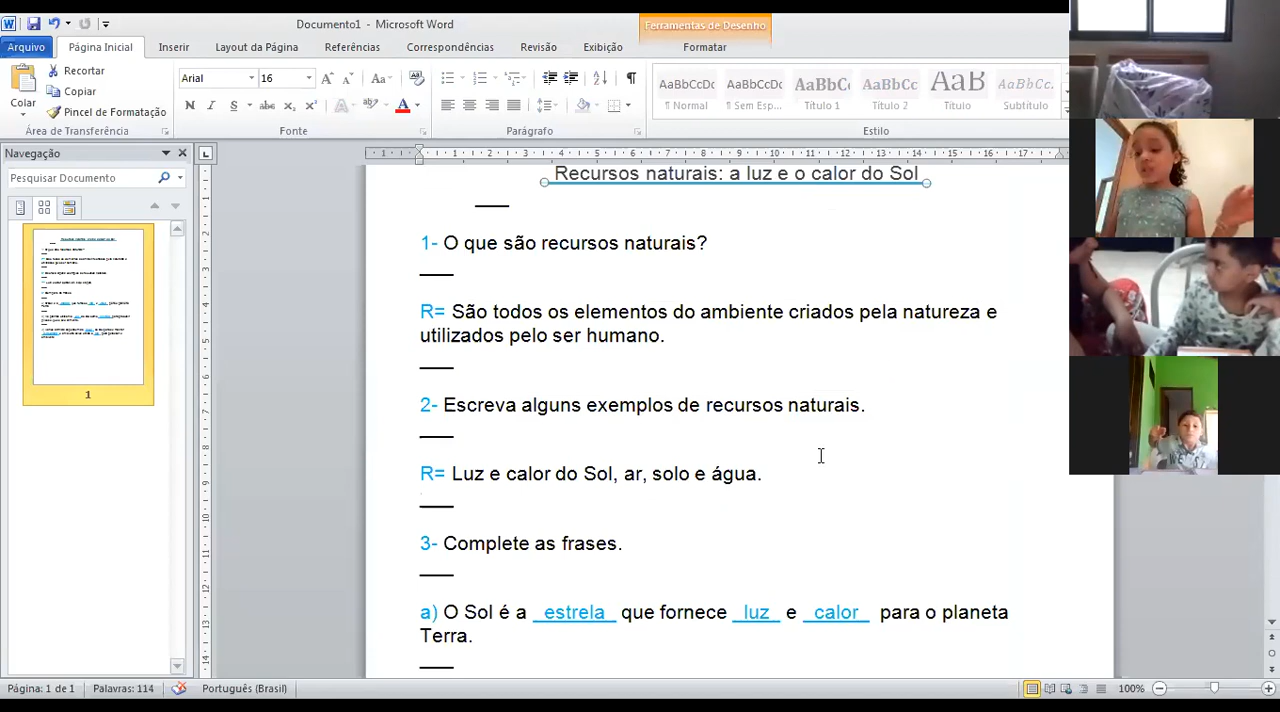 Documento1 - Microsoft Word
Ferramentas de Desenho
Arquivo Página Inicial Inserir Layout da Página Referências Correspondências Revisão Exibição Formatar
Colar
Recortar
Copiar
Pincel de Formatação
Área de Transferência
Arial 16
Fonte
Parágrafo
AaBbCcDc AaBbCcDc AaBbC AaBbCc AaB AaBbCc.
¶ Normal ¶ Sem Esp... Título 1 Título 2 Título Subtítulo
Estilo
Navegação
Pesquisar Documento
1
Recursos naturais: a luz e o calor do Sol
1- O que são recursos naturais?
R= São todos os elementos do ambiente criados pela natureza e
utilizados pelo ser humano.
2- Escreva alguns exemplos de recursos naturais.
R= Luz e calor do Sol, ar, solo e água.
3- Complete as frases.
a) O Sol é a estrela que fornece luz e calor para o planeta
Terra.
Página: 1 de 1 Palavras: 114 Português (Brasil) 100%